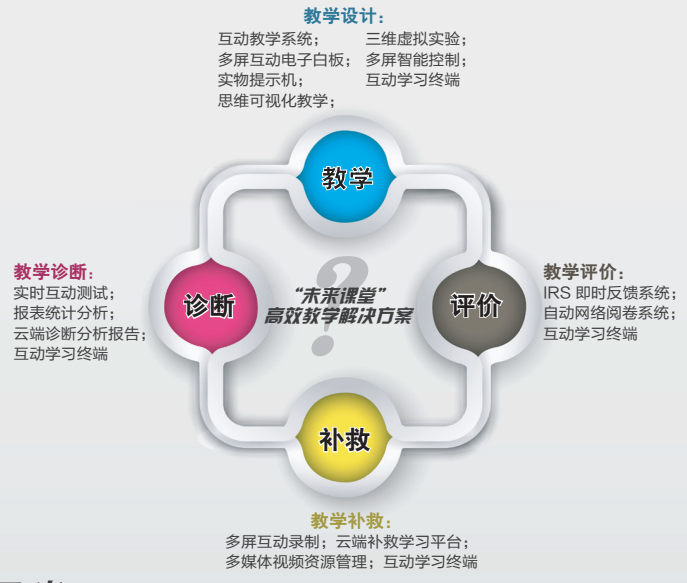 教学设计：
互动教学系统； 三维虚拟实验；
多屏互动电子白板； 多屏智能控制；
实物提示机； 互动学习终端
思维可视化教学；
教学
教学诊断：
实时互动测试；
报表统计分析；
云端诊断分析报告；
互动学习终端
诊断
“未来课堂”
高效教学解决方案
?
评价
教学评价：
IRS 即时反馈系统；
自动网络阅卷系统；
互动学习终端
补救
教学补救：
多屏互动录制；云端补救学习平台；
多媒体视频资源管理；互动学习终端